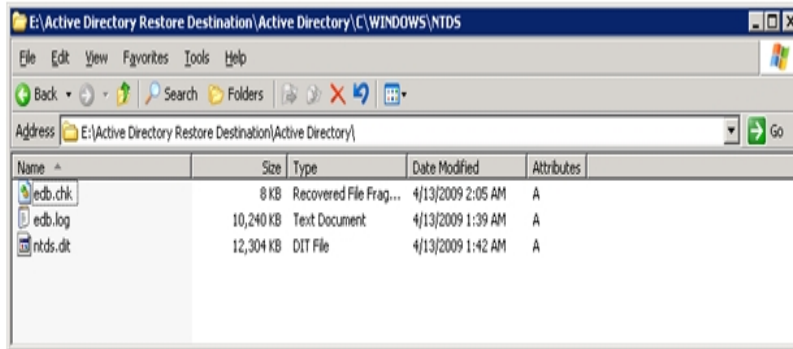 E:\Active Directory Restore Destination\Active Directory\C\WINDOWS\NTDS
File Edit View Favorites Tools Help
Back Search Folders
Address E:\Active Directory Restore Destination\Active Directory\ Go
Name Size Type Date Modified Attributes
edb.chk 8 KB Recovered File Frag... 4/13/2009 2:05 AM A
edb.log 10,240 KB Text Document 4/13/2009 1:39 AM A
ntds.dit 12,304 KB DIT File 4/13/2009 1:42 AM A